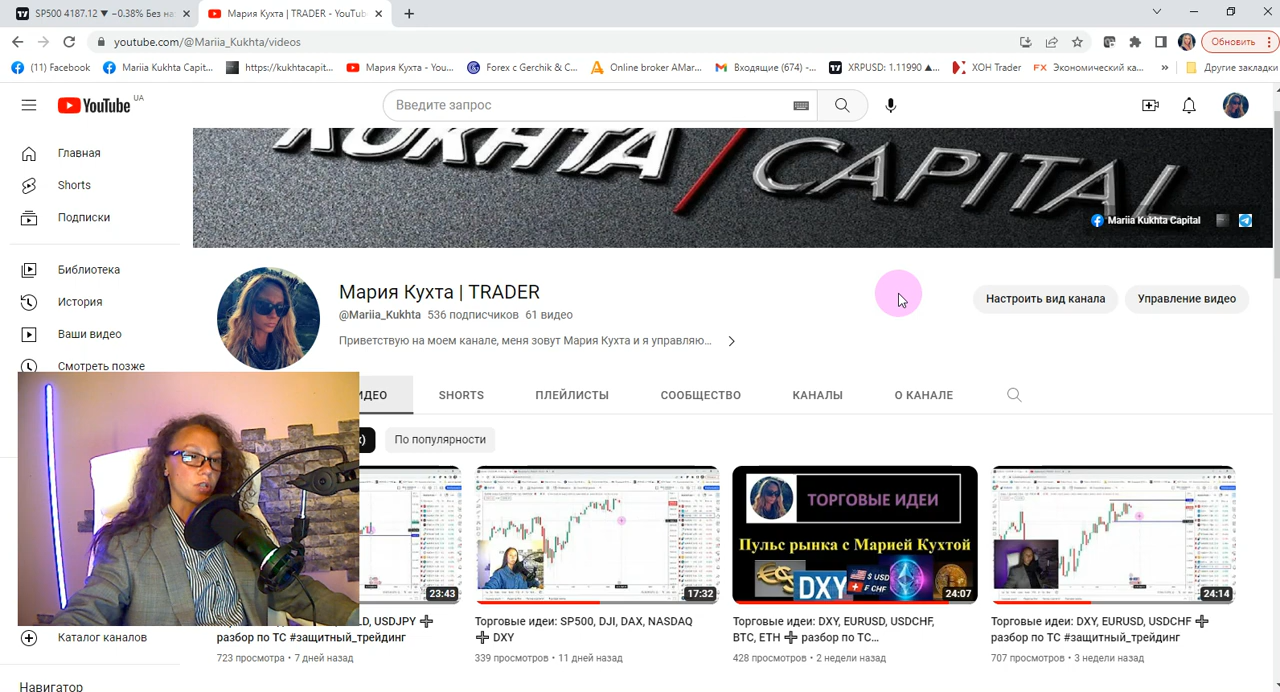 SP500 4187.12 ▼ −0.38% Без на
Мария Кухта | TRADER - YouTub
youtube.com/@Mariia_Kukhta/videos
Обновить
(11) Facebook
Mariia Kukhta Capit...
https://kukhtacapit...
Мария Кухта - You...
Forex c Gerchik & C...
Online broker AMar...
Входящие (674) -...
XRPUSD: 1.11990 ▲...
XOH Trader
FX Экономический ка...
»
Другие закладки
YouTube UA
Введите запрос
Главная
Shorts
Подписки
Библиотека
История
Ваши видео
Смотреть позже
Каталог каналов
Навигатор
KUKHTA/CAPITAL
Mariia Kukhta Capital
Мария Кухта | TRADER
@Mariia_Kukhta 536 подписчиков 61 видео
Приветствую на моем канале, меня зовут Мария Кухта и я управляю...
Настроить вид канала
Управление видео
ИДЕО
SHORTS
ПЛЕЙЛИСТЫ
СООБЩЕСТВО
КАНАЛЫ
О КАНАЛЕ
По популярности
23:43
D, USDJPY ➕
разбор по ТС #защитный_трейдинг
723 просмотра • 7 дней назад
17:32
Торговые идеи: SP500, DJI, DAX, NASDAQ
➕ DXY
339 просмотров • 11 дней назад
ТОРГОВЫЕ ИДЕИ
Пульс рынка с Марией Кухтой
DXY
$ USD
CHF
24:07
Торговые идеи: DXY, EURUSD, USDCHF,
BTC, ETH ➕ разбор по ТС...
428 просмотров • 2 недели назад
24:14
Торговые идеи: DXY, EURUSD, USDCHF ➕
разбор по ТС #защитный_трейдинг
707 просмотров • 3 недели назад